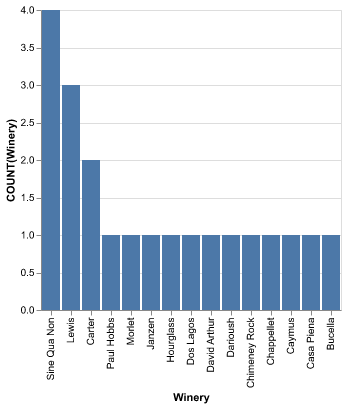 4.0
3.5
3.0
2.5
2.0
1.5
1.0
0.5
0.0
COUNT(Winery)
Sine Qua Non
Lewis
Carter
Paul Hobbs
Morlet
Janzen
Hourglass
Dos Lagos
David Arthur
Darioush
Chimeney Rock
Chappellet
Caymus
Casa Piena
Bucella
Winery